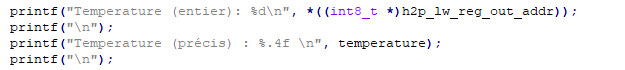 printf("Temperature (entier): %d\n", *((int8_t *)h2p_lw_reg_out_addr));
printf("\n");
printf("Temperature (précis) : %.4f \n", temperature);
printf("\n");